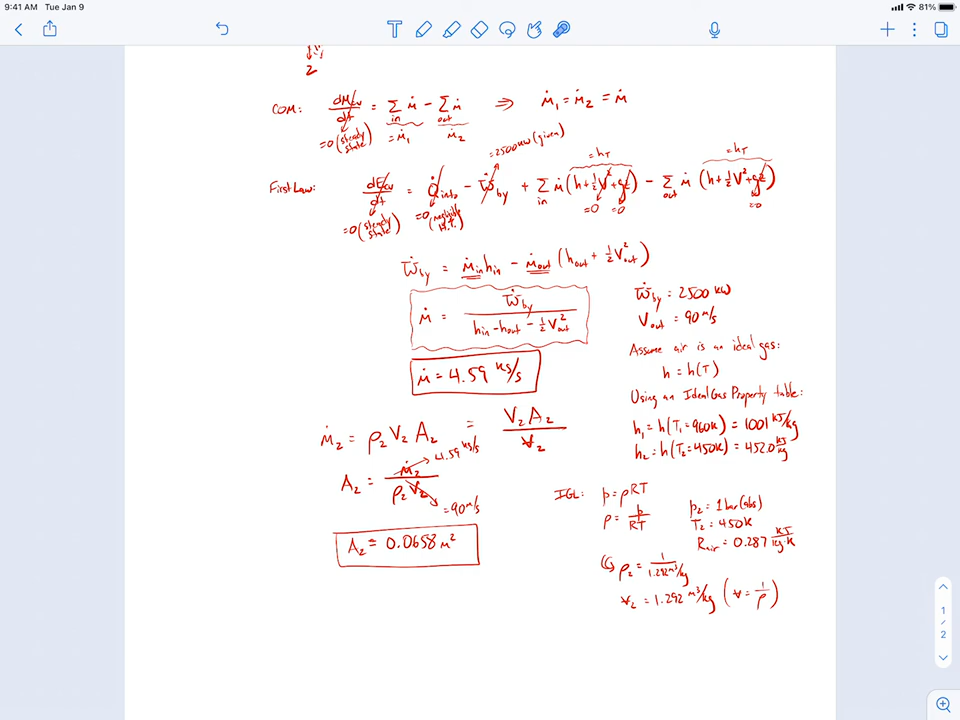 9:41 AM Tue Jan 9
81%
2
COM: dM_CV/dt = Σ_in ṁ − Σ_out ṁ ⇒ ṁ₁ = ṁ₂ = ṁ
=0 (steady state) = ṁ₁ ṁ₂
=2500 kW (given) = h_T = h_T
First Law: dE_CV/dt = Q̇_into − Ẇ_by + Σ_in ṁ (h + ½V² + gz) − Σ_out ṁ (h + ½V² + gz)
=0 (steady state) =0 (negligible H.T.) =0 =0 =0
Ẇ_by = ṁ_in h_in − ṁ_out (h_out + ½V²_out)
ṁ = Ẇ_by / (h_in − h_out − ½V²_out)
ṁ = 4.59 kg/s
Ẇ_by = 2500 kW
V_out = 90 m/s
Assume air is an ideal gas:
h = h(T)
Using an Ideal Gas Property table:
h₁ = h(T₁=960K) = 1001 kJ/kg
h₂ = h(T₂=450K) = 452.0 kJ/kg
ṁ₂ = ρ₂ V₂ A₂ = V₂A₂ / v₂
A₂ = ṁ₂ / (ρ₂ V₂)
4.59 kg/s
= 90 m/s
A₂ = 0.0658 m²
IGL: p = ρRT
ρ = p/RT
p₂ = 1 bar (abs)
T₂ = 450K
R_air = 0.287 kJ/kg·K
ρ₂ = 1 / 1.292 m³/kg
v₂ = 1.292 m³/kg (v = 1/ρ)
1
/
2